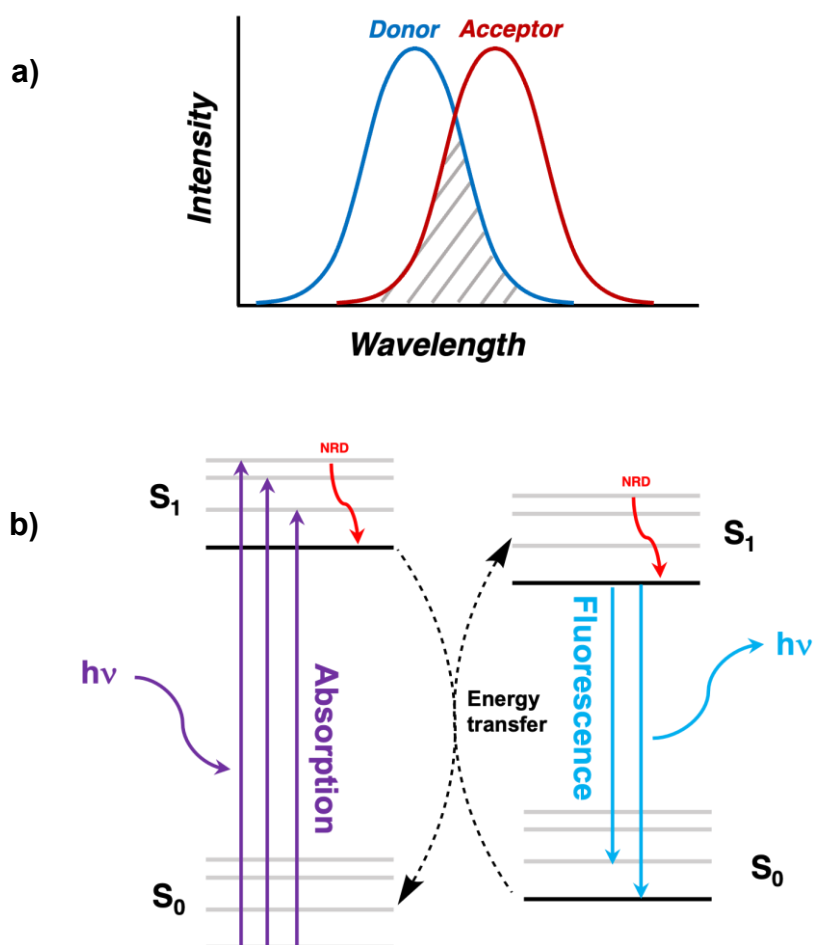 a)
Donor Acceptor
Intensity
Wavelength
b)
NRD
S₁
hν
Absorption
S₀
Energy
transfer
NRD
S₁
Fluorescence
hν
S₀